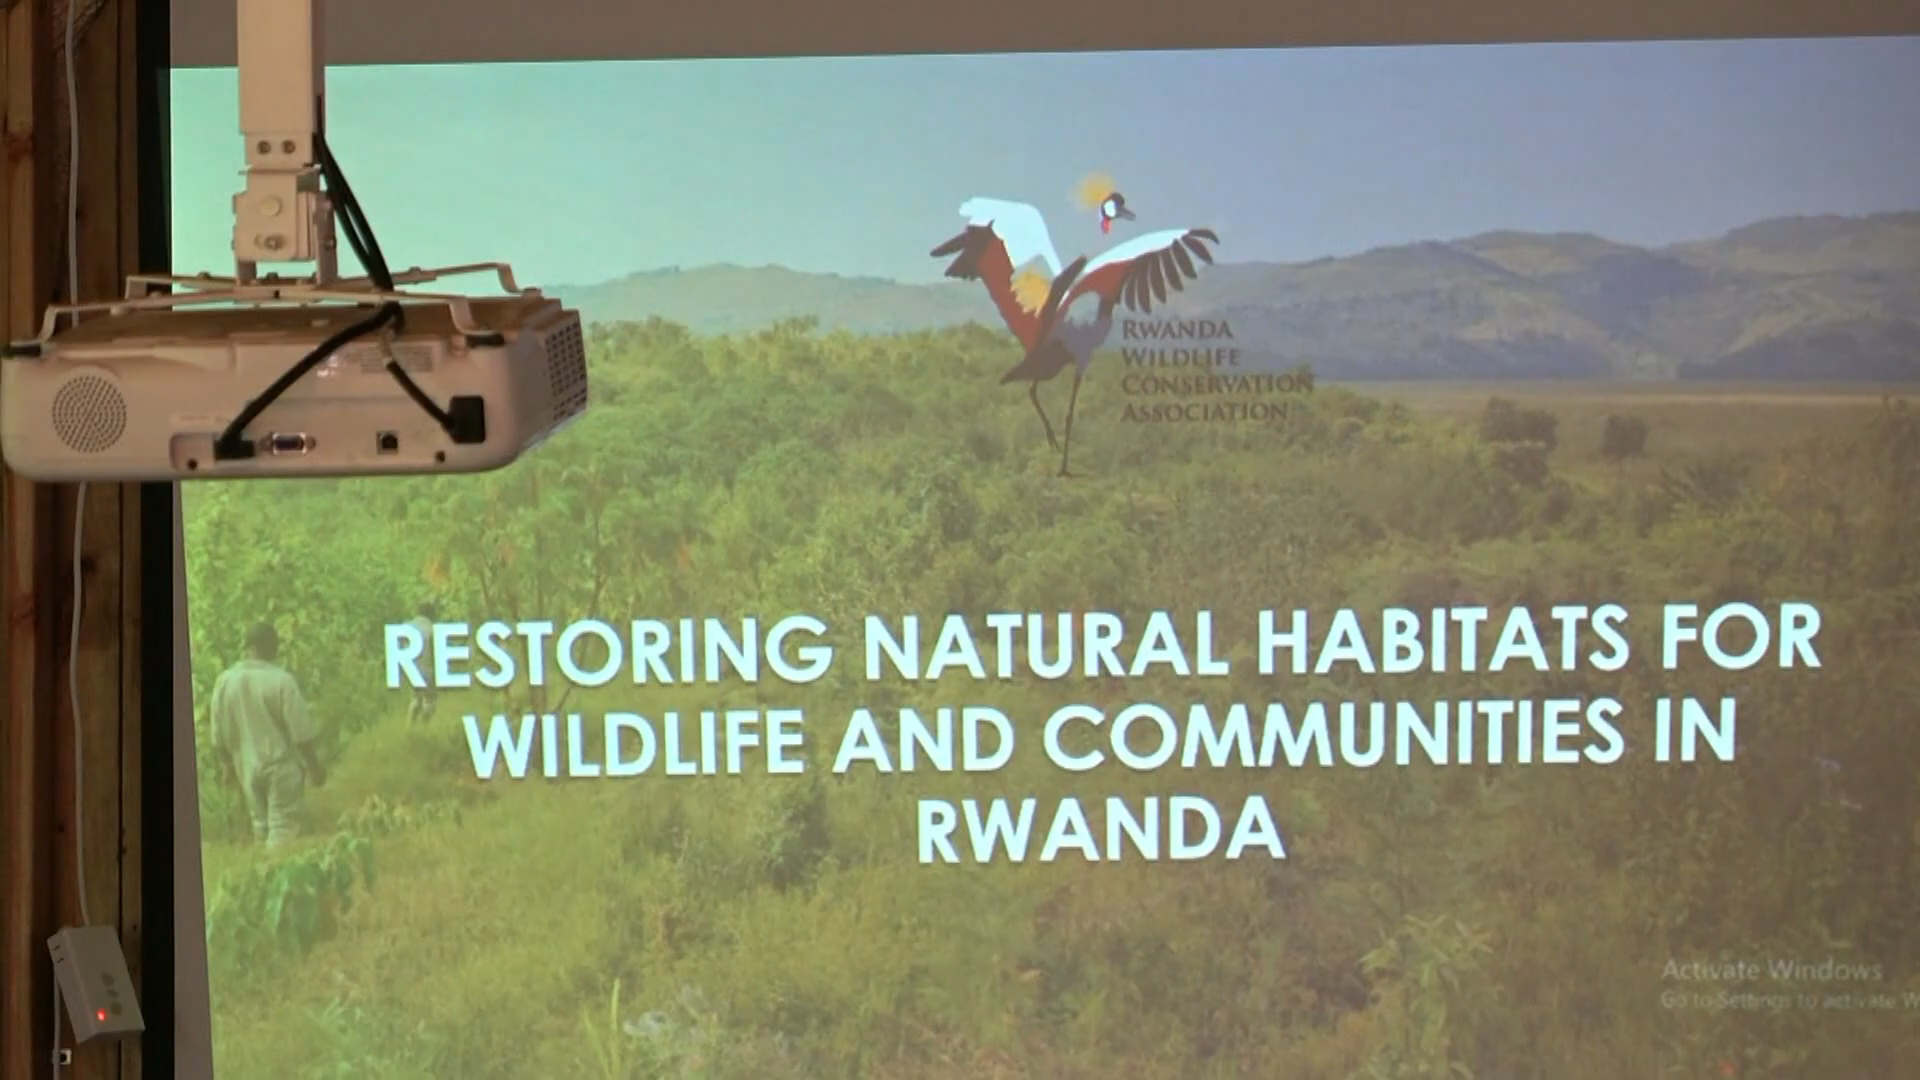 RWANDA
WILDLIFE
CONSERVATION
ASSOCIATION
RESTORING NATURAL HABITATS FOR
WILDLIFE AND COMMUNITIES IN
RWANDA
Activate Windows
Go to Settings to activate W